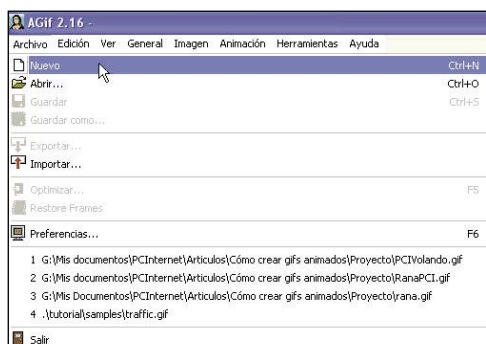 AGif 2.16 -
Archivo Edición Ver General Imagen Animación Herramientas Ayuda
Nuevo Ctrl+N
Abrir... Ctrl+O
Guardar Ctrl+S
Guardar como...
Exportar...
Importar...
Optimizar... F5
Restore Frames
Preferencias... F6
1 G:\Mis documentos\PCInternet\Articulos\Cómo crear gifs animados\Proyecto\PCIVolando.gif
2 G:\Mis documentos\PCInternet\Articulos\Cómo crear gifs animados\Proyecto\RanaPCI.gif
3 G:\Mis Documentos\PCInternet\Articulos\Cómo crear gifs animados\Proyecto\rana.gif
4 .\tutorial\samples\traffic.gif
Salir